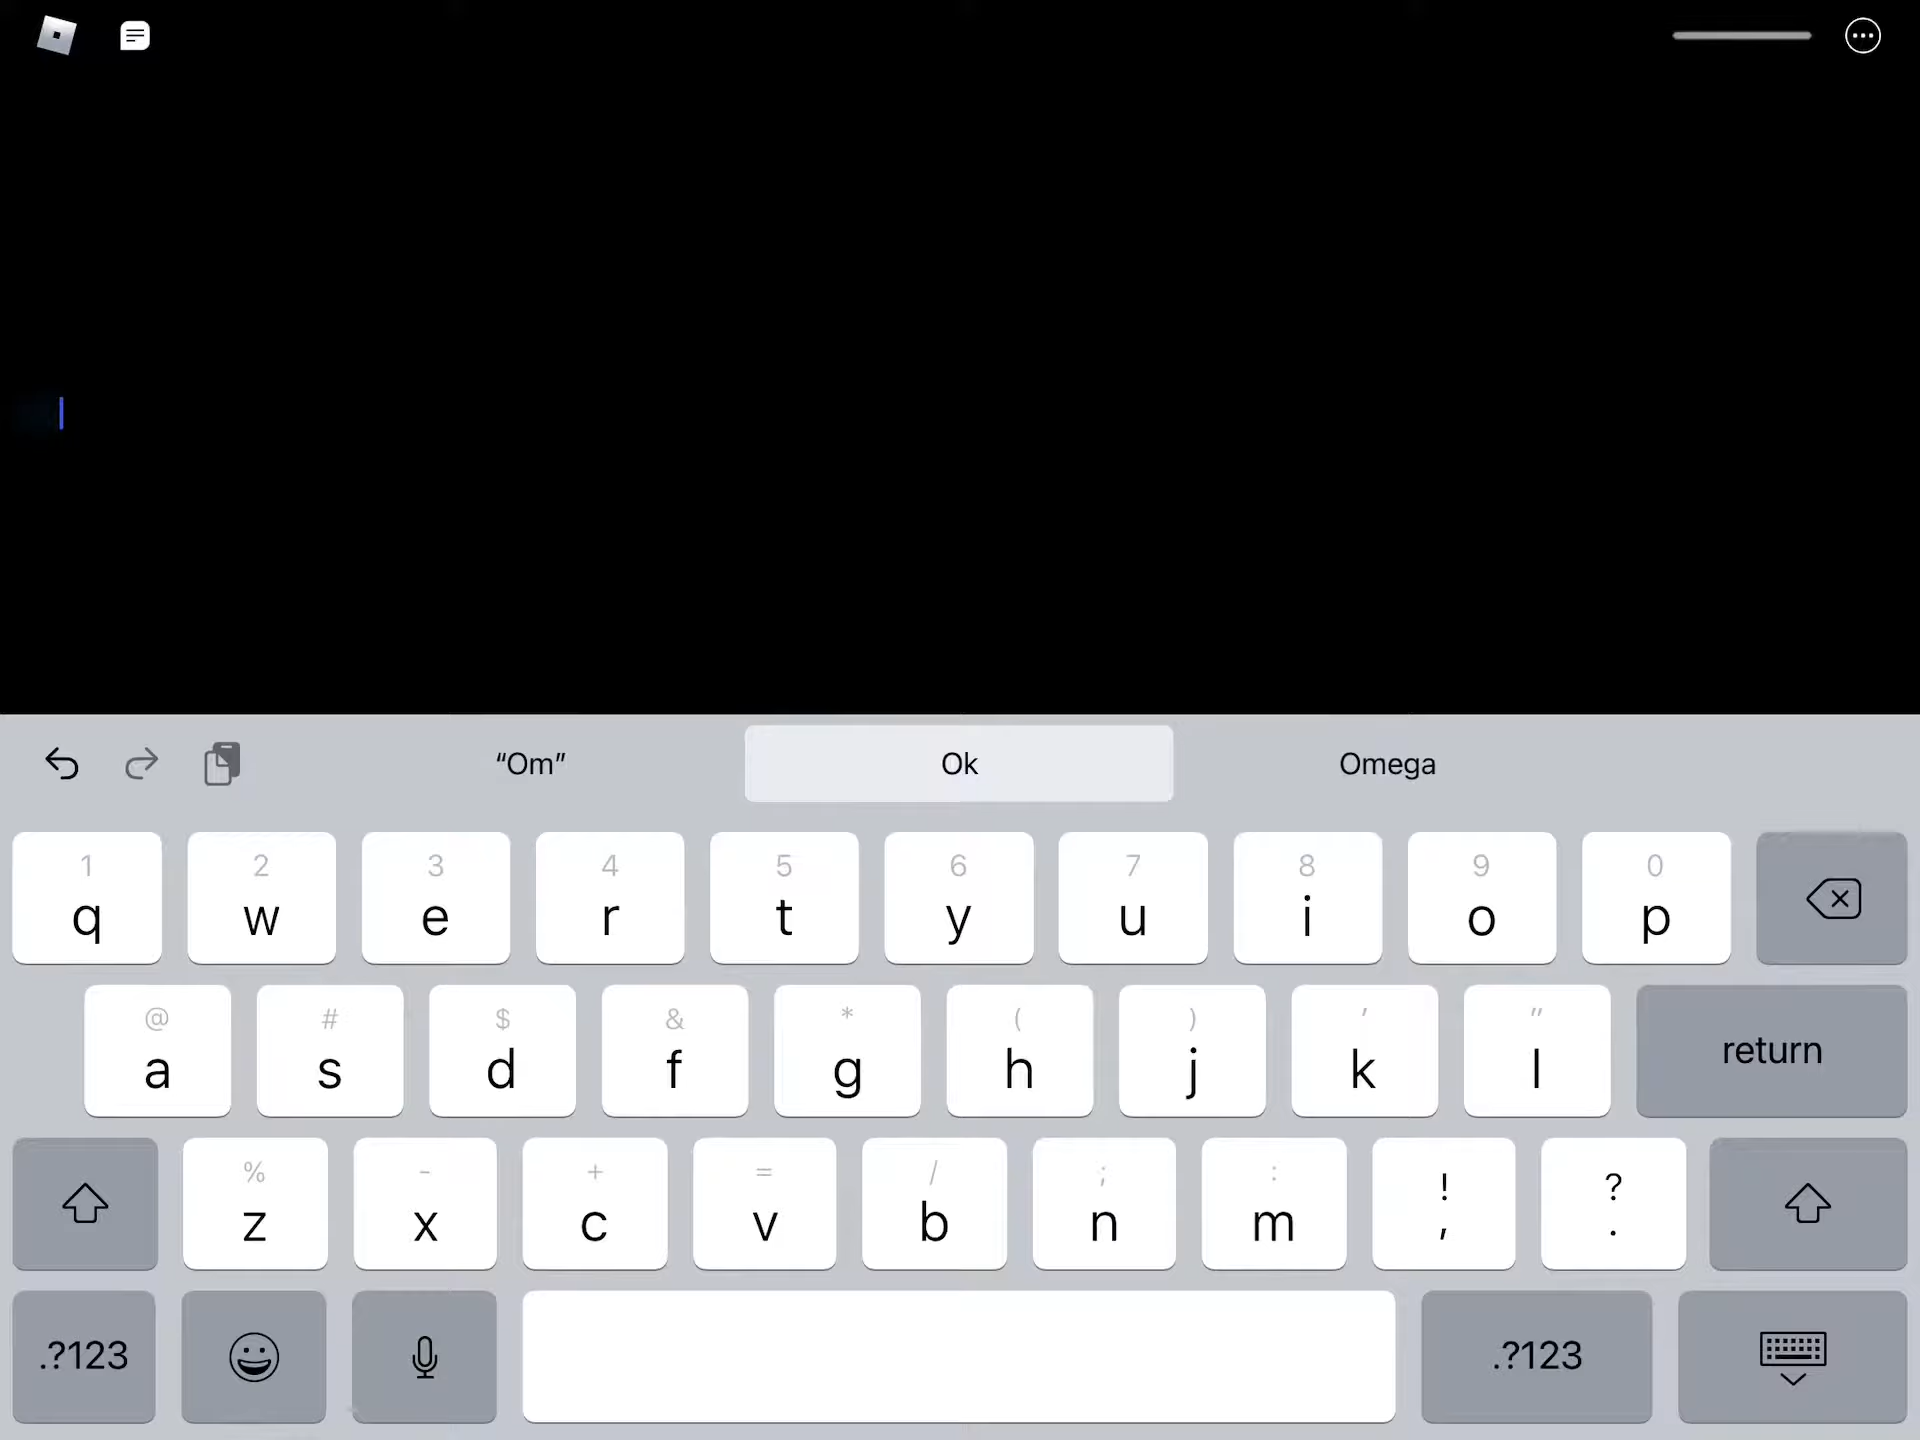 “Om” Ok Omega
1 2 3 4 5 6 7 8 9 0
q w e r t y u i o p
@ # $ & * ( ) ' "
a s d f g h j k l return
% - + = / ; : ! ?
z x c v b n m , .
.?123 .?123